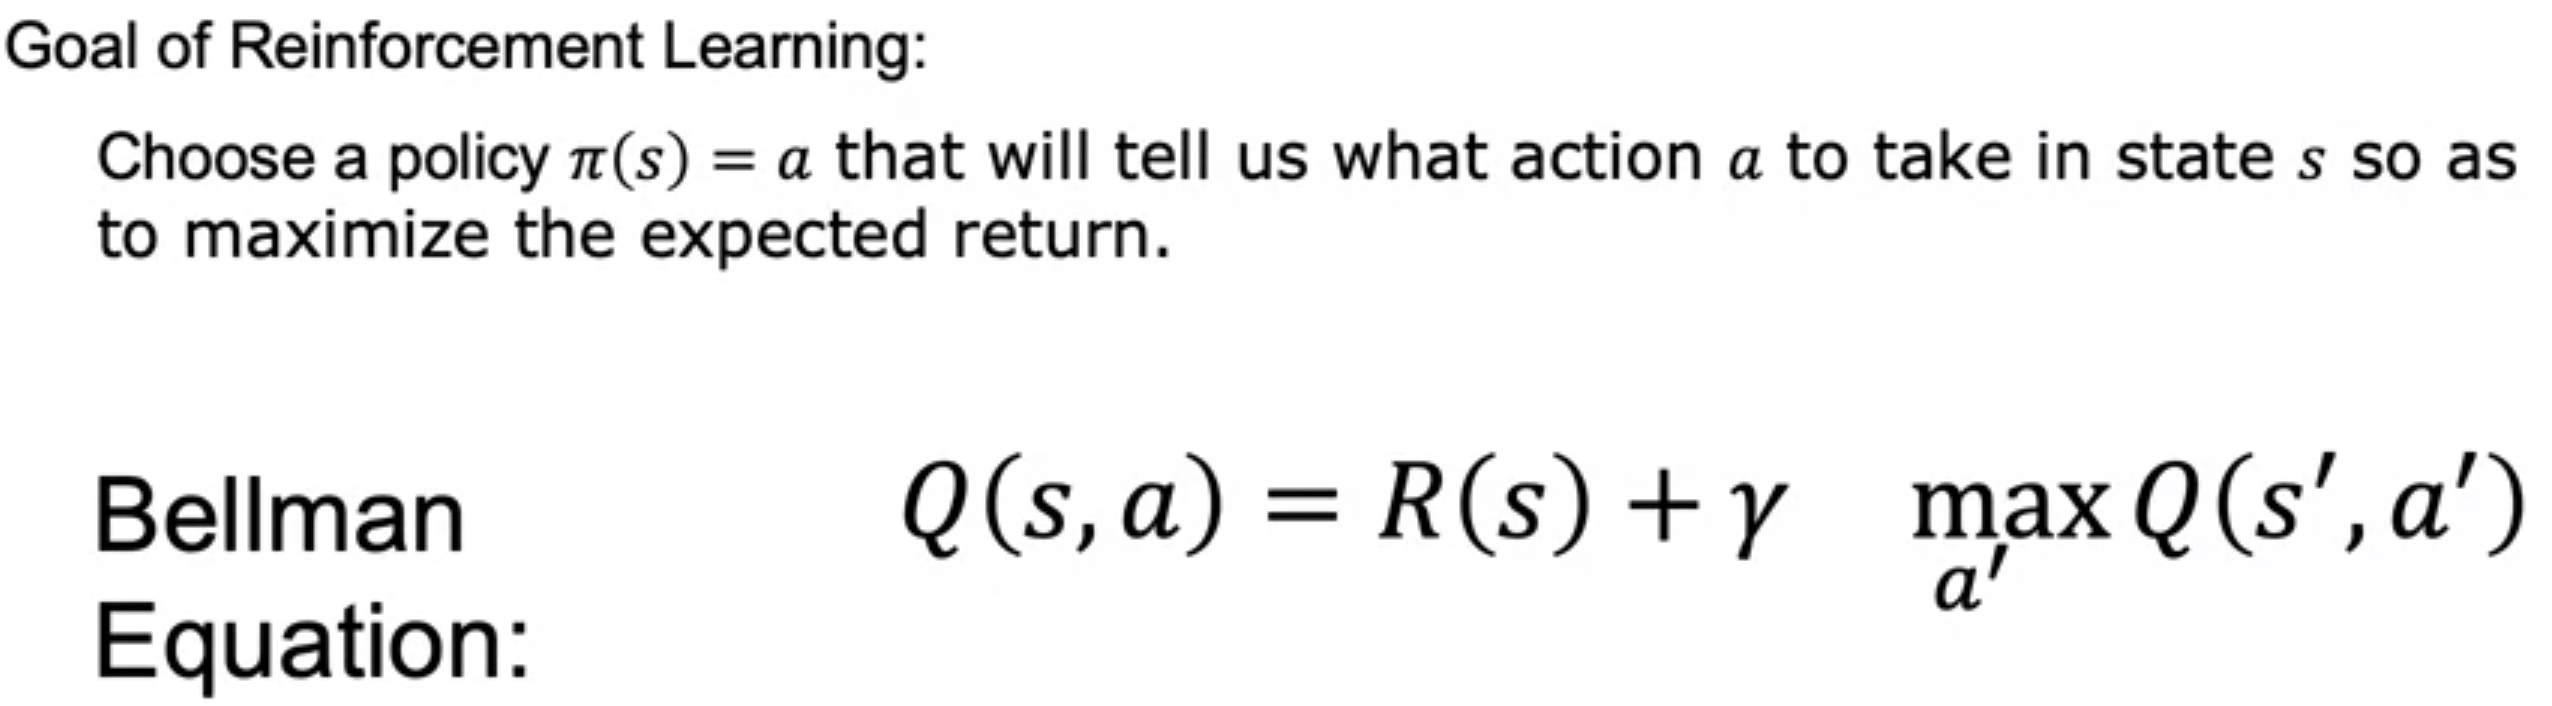 Goal of Reinforcement Learning:
Choose a policy π(s) = a that will tell us what action a to take in state s so as
to maximize the expected return.
Bellman
Equation:
Q(s, a) = R(s) + γ max Q(s′, a′)
a′